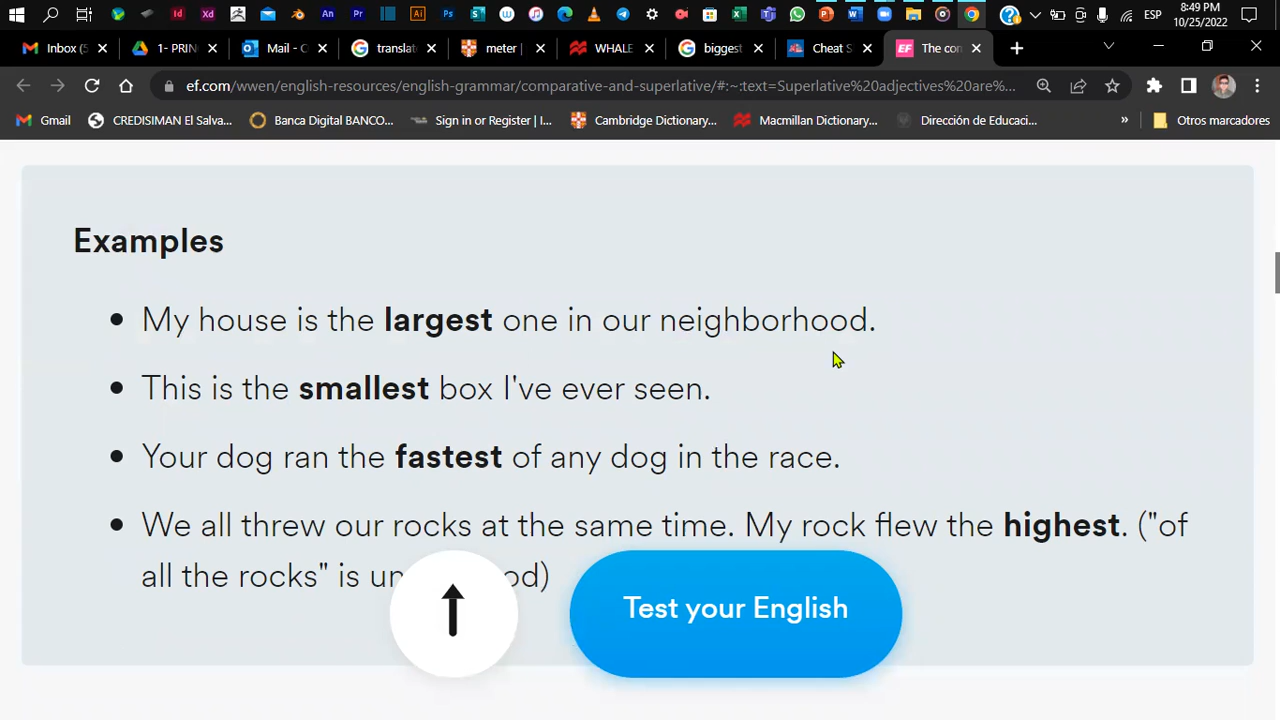 8:49 PM
ESP
10/25/2022
Inbox (5
1- PRIN
Mail - C
translat
meter |
WHALE
biggest
Cheat S
EF
The con
ef.com/wwen/english-resources/english-grammar/comparative-and-superlative/#:~:text=Superlative%20adjectives%20are%...
Gmail
CREDISIMAN El Salva...
Banca Digital BANCO...
Sign in or Register | I...
Cambridge Dictionary...
Macmillan Dictionary...
Dirección de Educaci...
»
Otros marcadores
Examples
• My house is the largest one in our neighborhood.
• This is the smallest box I've ever seen.
• Your dog ran the fastest of any dog in the race.
• We all threw our rocks at the same time. My rock flew the highest. ("of
all the rocks" is un ood)
Test your English